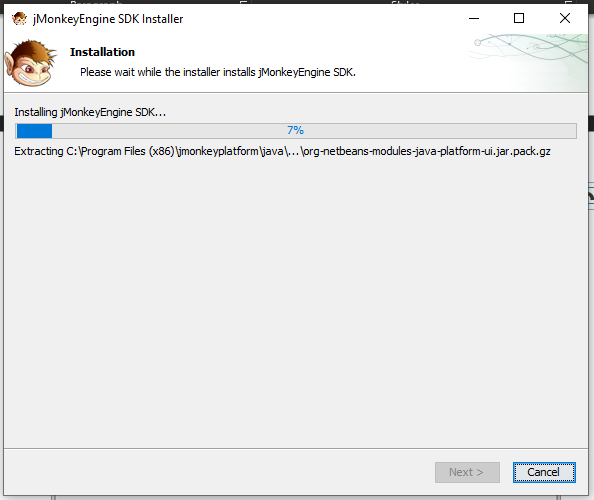 jMonkeyEngine SDK Installer
Installation
Please wait while the installer installs jMonkeyEngine SDK.
Installing jMonkeyEngine SDK...
7%
Extracting C:\Program Files (x86)\jmonkeyplatform\java\...\org-netbeans-modules-java-platform-ui.jar.pack.gz
Next >
Cancel